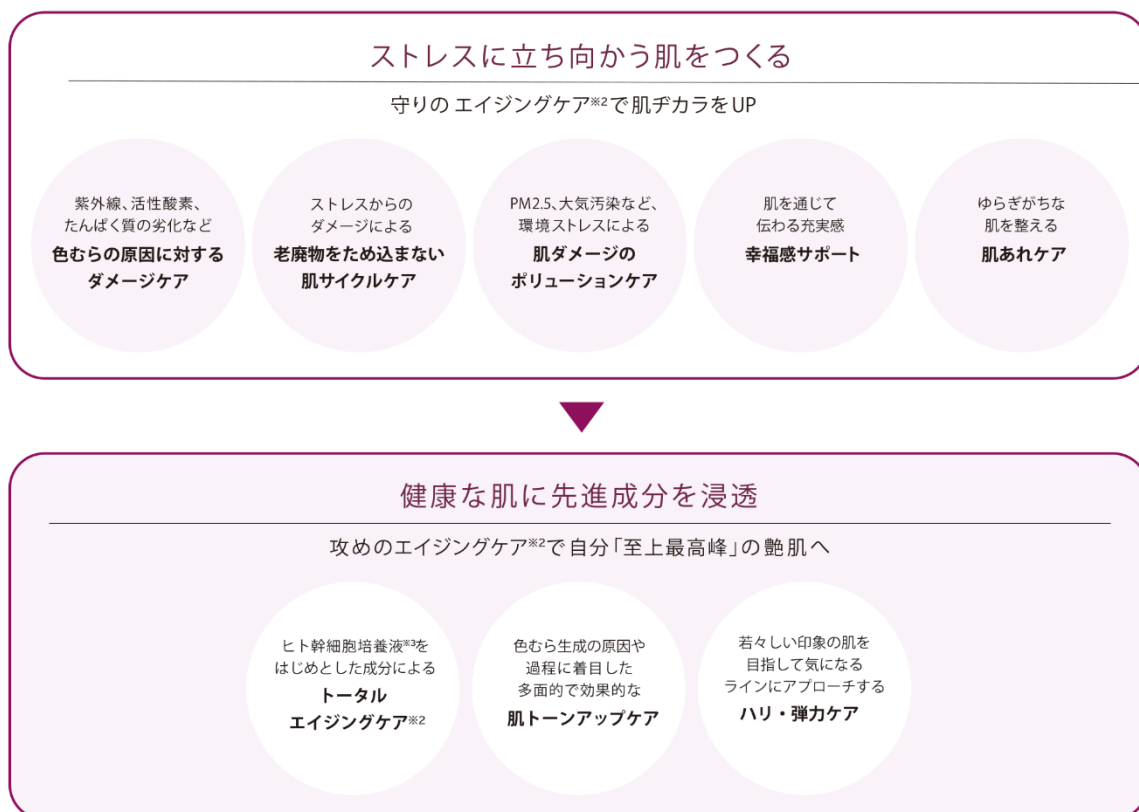 ストレスに立ち向かう肌をつくる
守りのエイジングケア※2で肌ヂカラをUP
紫外線、活性酸素、
たんぱく質の劣化など
色むらの原因に対する
ダメージケア
ストレスからの
ダメージによる
老廃物をため込まない
肌サイクルケア
PM2.5、大気汚染など、
環境ストレスによる
肌ダメージの
ポリューションケア
肌を通じて
伝わる充実感
幸福感サポート
ゆらぎがちな
肌を整える
肌あれケア
健康な肌に先進成分を浸透
攻めのエイジングケア※2で自分「至上最高峰」の艶肌へ
ヒト幹細胞培養液※3を
はじめとした成分による
トータル
エイジングケア※2
色むら生成の原因や
過程に着目した
多面的で効果的な
肌トーンアップケア
若々しい印象の肌を
目指して気になる
ラインにアプローチする
ハリ・弾力ケア